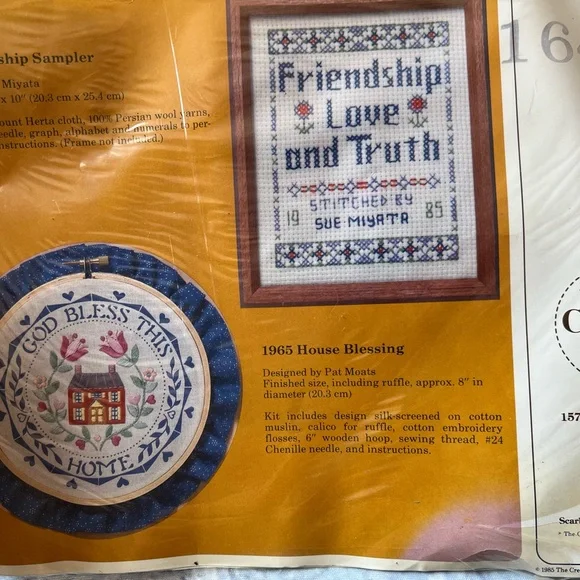 ship Sampler
Miyata
x 10" (20.3 cm x 25.4 cm)
ount Herta cloth, 100% Persian wool yarns,
eedle, graph, alphabet and numerals to per-
instructions. (Frame not included.)
Friendship
Love
and Truth
STITCHED BY
19 SUE MIYATA 85
GOD BLESS THIS
HOME
1965 House Blessing
Designed by Pat Moats
Finished size, including ruffle, approx. 8" in
diameter (20.3 cm)
Kit includes design silk-screened on cotton
muslin, calico for ruffle, cotton embroidery
flosses, 6" wooden hoop, sewing thread, #24
Chenille needle, and instructions.
16
C
157
Scarb
* The C
© 1985 The Cre